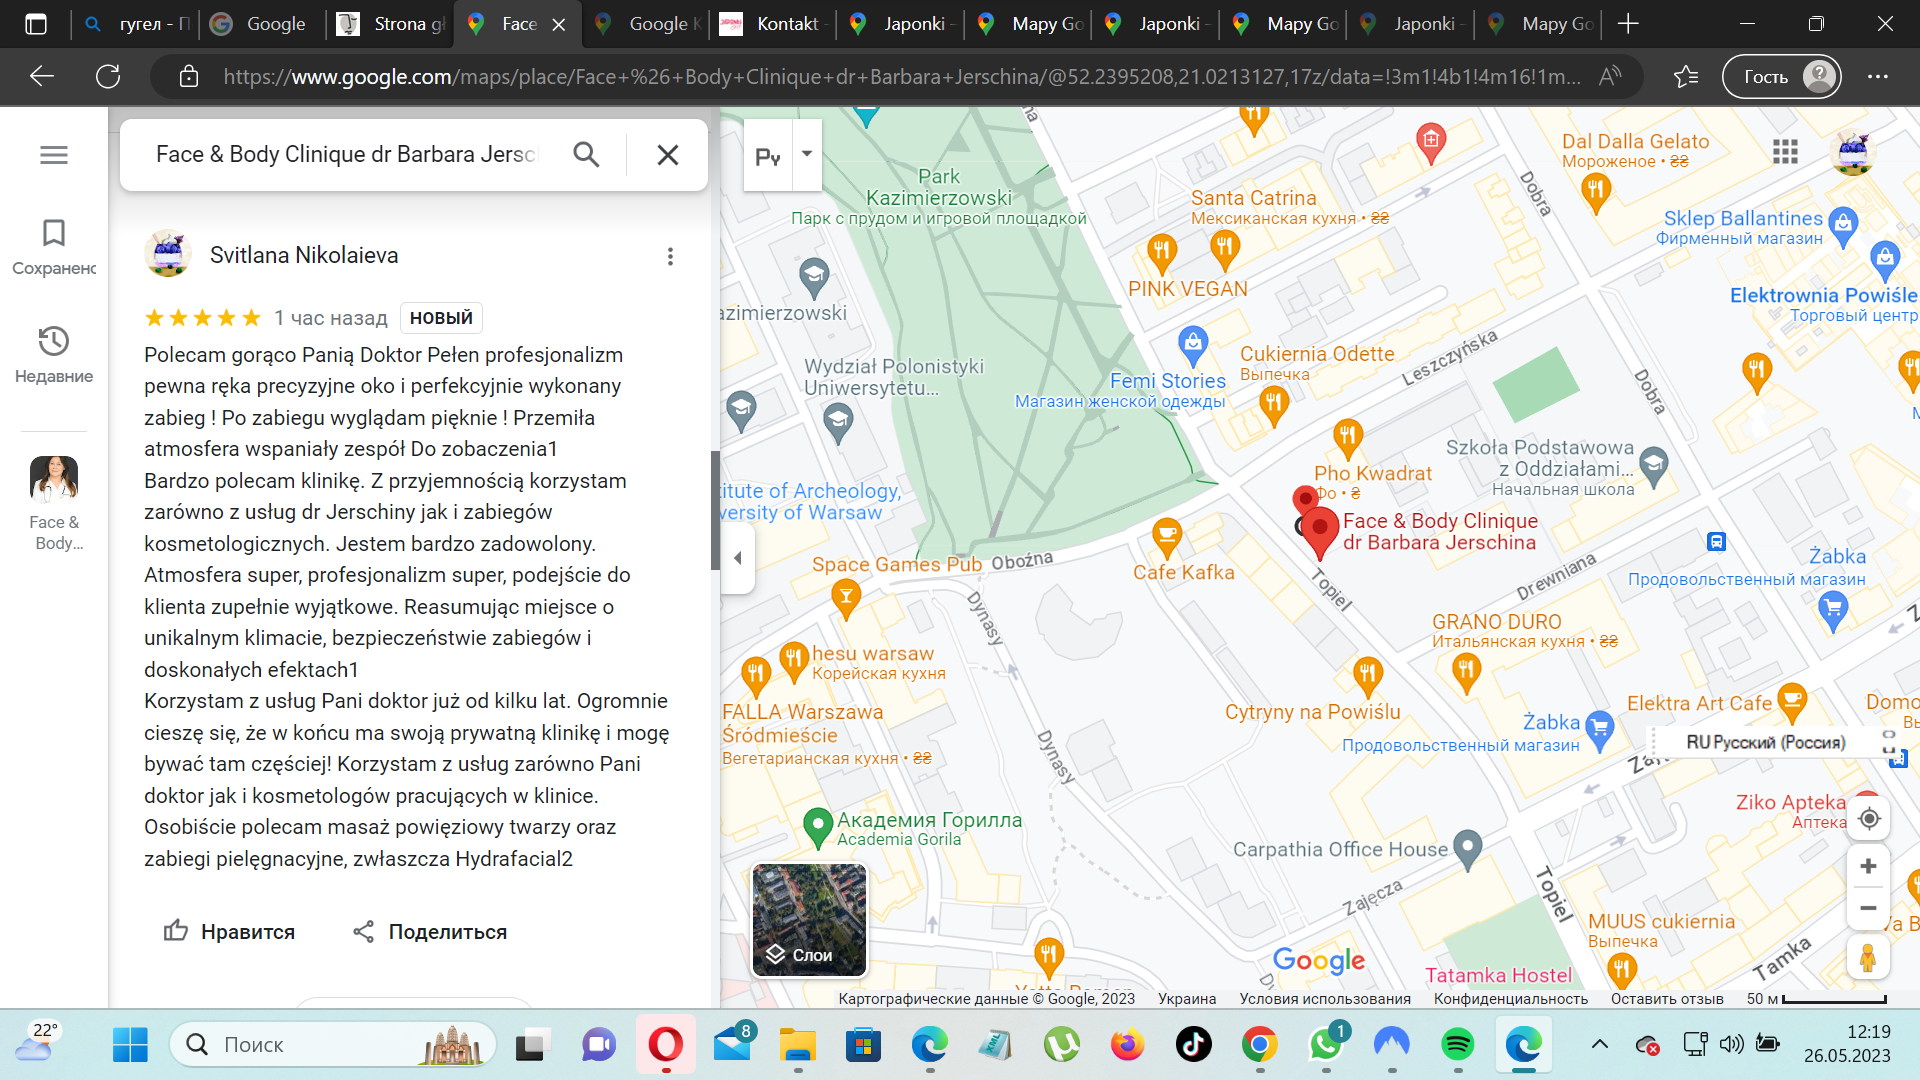 гугел - П
Google
Strona gł
Face
Google K
Kontakt -
Japonki -
Mapy Go
Japonki -
Mapy Go
Japonki -
Mapy Go
https://www.google.com/maps/place/Face+%26+Body+Clinique+dr+Barbara+Jerschina/@52.2395208,21.0213127,17z/data=!3m1!4b1!4m16!1m...
Гость
Face & Body Clinique dr Barbara Jersc
Сохранено
Недавние
Face &
Body...
Svitlana Nikolaieva
1 час назад
НОВЫЙ
Polecam gorąco Panią Doktor Pełen profesjonalizm
pewna ręka precyzyjne oko i perfekcyjnie wykonany
zabieg ! Po zabiegu wyglądam pięknie ! Przemiła
atmosfera wspaniały zespół Do zobaczenia1
Bardzo polecam klinikę. Z przyjemnością korzystam
zarówno z usług dr Jerschiny jak i zabiegów
kosmetologicznych. Jestem bardzo zadowolony.
Atmosfera super, profesjonalizm super, podejście do
klienta zupełnie wyjątkowe. Reasumując miejsce o
unikalnym klimacie, bezpieczeństwie zabiegów i
doskonałych efektach1
Korzystam z usług Pani doktor już od kilku lat. Ogromnie
cieszę się, że w końcu ma swoją prywatną klinikę i mogę
bywać tam częściej! Korzystam z usług zarówno Pani
doktor jak i kosmetologów pracujących w klinice.
Osobiście polecam masaż powięziowy twarzy oraz
zabiegi pielęgnacyjne, zwłaszcza Hydrafacial2
Нравится
Поделиться
Park
Kazimierzowski
Парк с прудом и игровой площадкой
Santa Catrina
Мексиканская кухня • ₴₴
Dal Dalla Gelato
Мороженое • ₴₴
Dobra
Sklep Ballantines
Фирменный магазин
PINK VEGAN
Elektrownia Powiśle
Торговый центр
azimierzowski
Wydział Polonistyki
Uniwersytetu...
Femi Stories
Магазин женской одежды
Cukiernia Odette
Выпечка
Leszczyńska
Dobra
Szkoła Podstawowa
z Oddziałami...
Начальная школа
Pho Kwadrat
Фо • ₴
titute of Archeology,
versity of Warsaw
Face & Body Clinique
dr Barbara Jerschina
Space Games Pub
Oboźna
Cafe Kafka
Topiel
Drewniana
Żabka
Продовольственный магазин
Dynasy
GRANO DURO
Итальянская кухня • ₴₴
hesu warsaw
Корейская кухня
FALLA Warszawa
Śródmieście
Вегетарианская кухня • ₴₴
Cytryny na Powiślu
Elektra Art Cafe
Domo
Żabka
Продовольственный магазин
RU Русский (Россия)
Dynasy
Ziko Apteka
Аптека
Академия Горилла
Academia Gorila
Carpathia Office House
Zajęcza
Topiel
MUUS cukiernia
Выпечка
Tamka
Tatamka Hostel
Слои
Google
Картографические данные © Google, 2023
Украина
Условия использования
Конфиденциальность
Оставить отзыв
50 м
22°
Поиск
8
1
12:19
26.05.2023